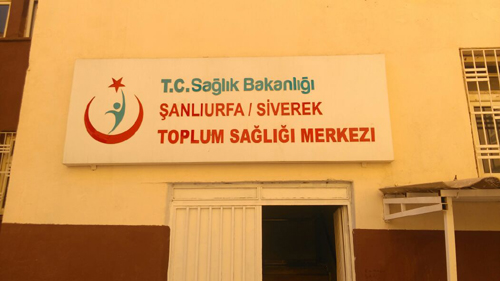 T.C. Sağlık Bakanlığı
ŞANLIURFA / SİVEREK
TOPLUM SAĞLIĞI MERKEZİ